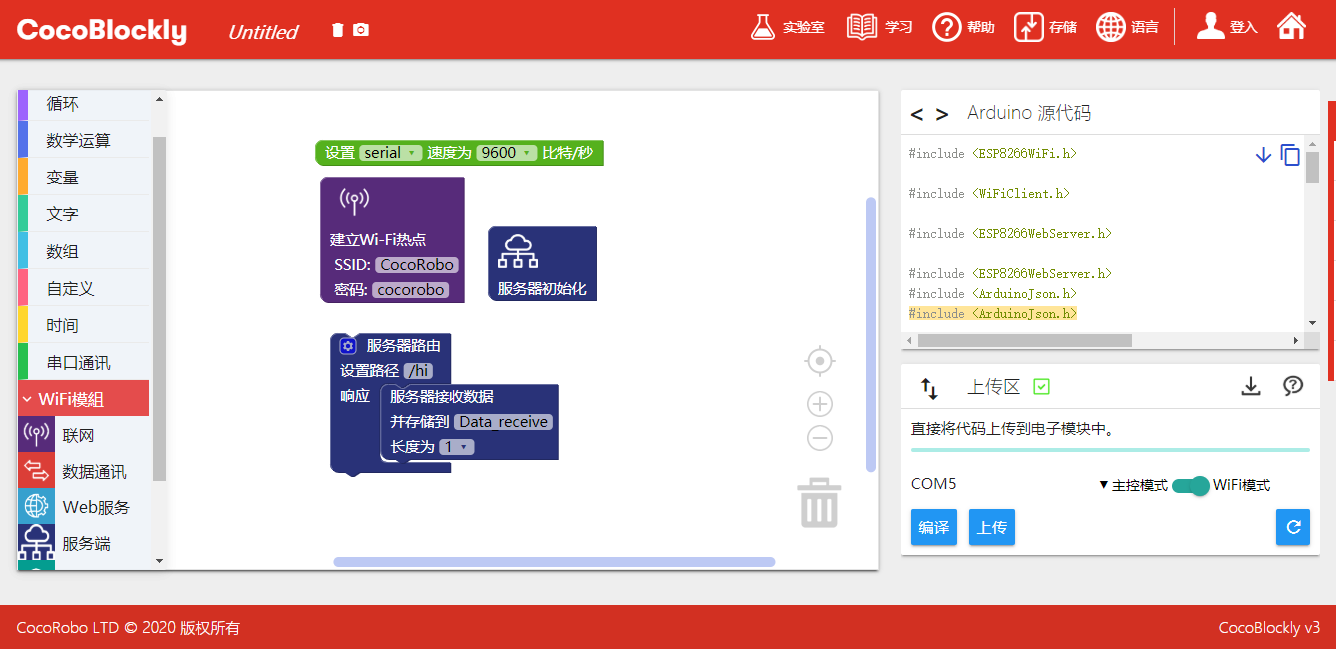 CocoBlockly
Untitled
实验室
学习
帮助
存储
语言
登入
循环
数学运算
变量
文字
数组
自定义
时间
串口通讯
WiFi模組
联网
数据通讯
Web服务
服务端
设置 serial 速度为 9600 比特/秒
建立Wi-Fi热点
SSID: CocoRobo
密码: cocorobo
服务器初始化
服务器路由
设置路径 /hi
响应
服务器接收数据
并存储到 Data_receive
长度为 1
< > Arduino 源代码
#include <ESP8266WiFi.h>
#include <WiFiClient.h>
#include <ESP8266WebServer.h>
#include <ESP8266WebServer.h>
#include <ArduinoJson.h>
#include <ArduinoJson.h>
上传区
直接将代码上传到电子模块中。
COM5
主控模式
WiFi模式
编译
上传
CocoRobo LTD © 2020 版权所有
CocoBlockly v3